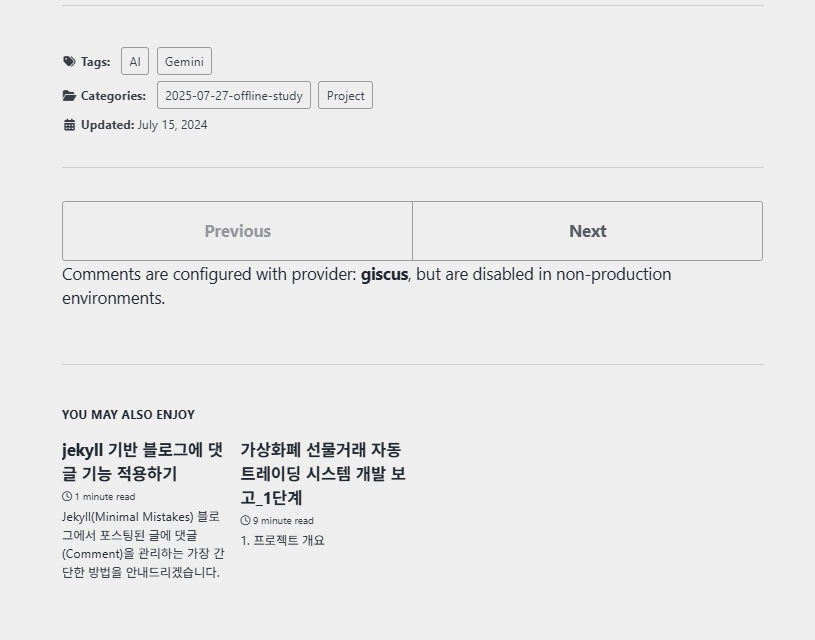 Tags: AI Gemini
Categories: 2025-07-27-offline-study Project
Updated: July 15, 2024
Previous Next
Comments are configured with provider: giscus, but are disabled in non-production
environments.
YOU MAY ALSO ENJOY
jekyll 기반 블로그에 댓
글 기능 적용하기
1 minute read
Jekyll(Minimal Mistakes) 블로
그에서 포스팅된 글에 댓글
(Comment)을 관리하는 가장 간
단한 방법을 안내드리겠습니다.
가상화폐 선물거래 자동
트레이딩 시스템 개발 보
고_1단계
9 minute read
1. 프로젝트 개요